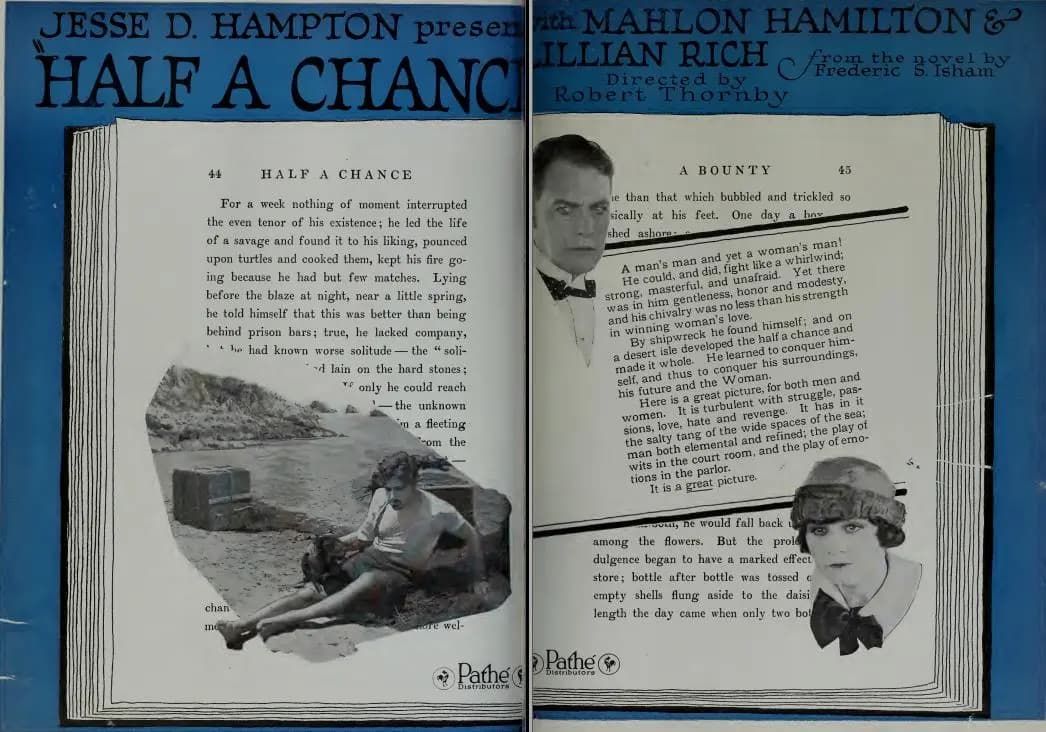 JESSE D. HAMPTON presen
with MAHLON HAMILTON &
LILLIAN RICH
from the novel by
Frederic S. Isham
"HALF A CHANC
Directed by
Robert Thornby
44 HALF A CHANCE
For a week nothing of moment interrupted
the even tenor of his existence; he led the life
of a savage and found it to his liking, pounced
upon turtles and cooked them, kept his fire go-
ing because he had but few matches. Lying
before the blaze at night, near a little spring,
he told himself that this was better than being
behind prison bars; true, he lacked company,
he had known worse solitude — the "soli-
lain on the hard stones;
If only he could reach
— the unknown
a fleeting
from the
—
chan
wel-
Pathé
Distributors
A BOUNTY 45
than that which bubbled and trickled so
sically at his feet. One day a box
shed ashore;
A man's man and yet a woman's man!
He could, and did, fight like a whirlwind;
strong, masterful, and unafraid. Yet there
was in him gentleness, honor and modesty,
and his chivalry was no less than his strength
in winning woman's love.
By shipwreck he found himself; and on
a desert isle developed the half a chance and
made it whole. He learned to conquer him-
self, and thus to conquer his surroundings,
his future and the Woman.
Here is a great picture, for both men and
women. It is turbulent with struggle, pas-
sions, love, hate and revenge. It has in it
the salty tang of the wide spaces of the sea;
man both elemental and refined; the play of
wits in the court room, and the play of emo-
tions in the parlor.
It is a great picture.
he would fall back
among the flowers. But the prol
dulgence began to have a marked effect
store; bottle after bottle was tossed
empty shells flung aside to the daisi
length the day came when only two bot
Pathé
Distributors